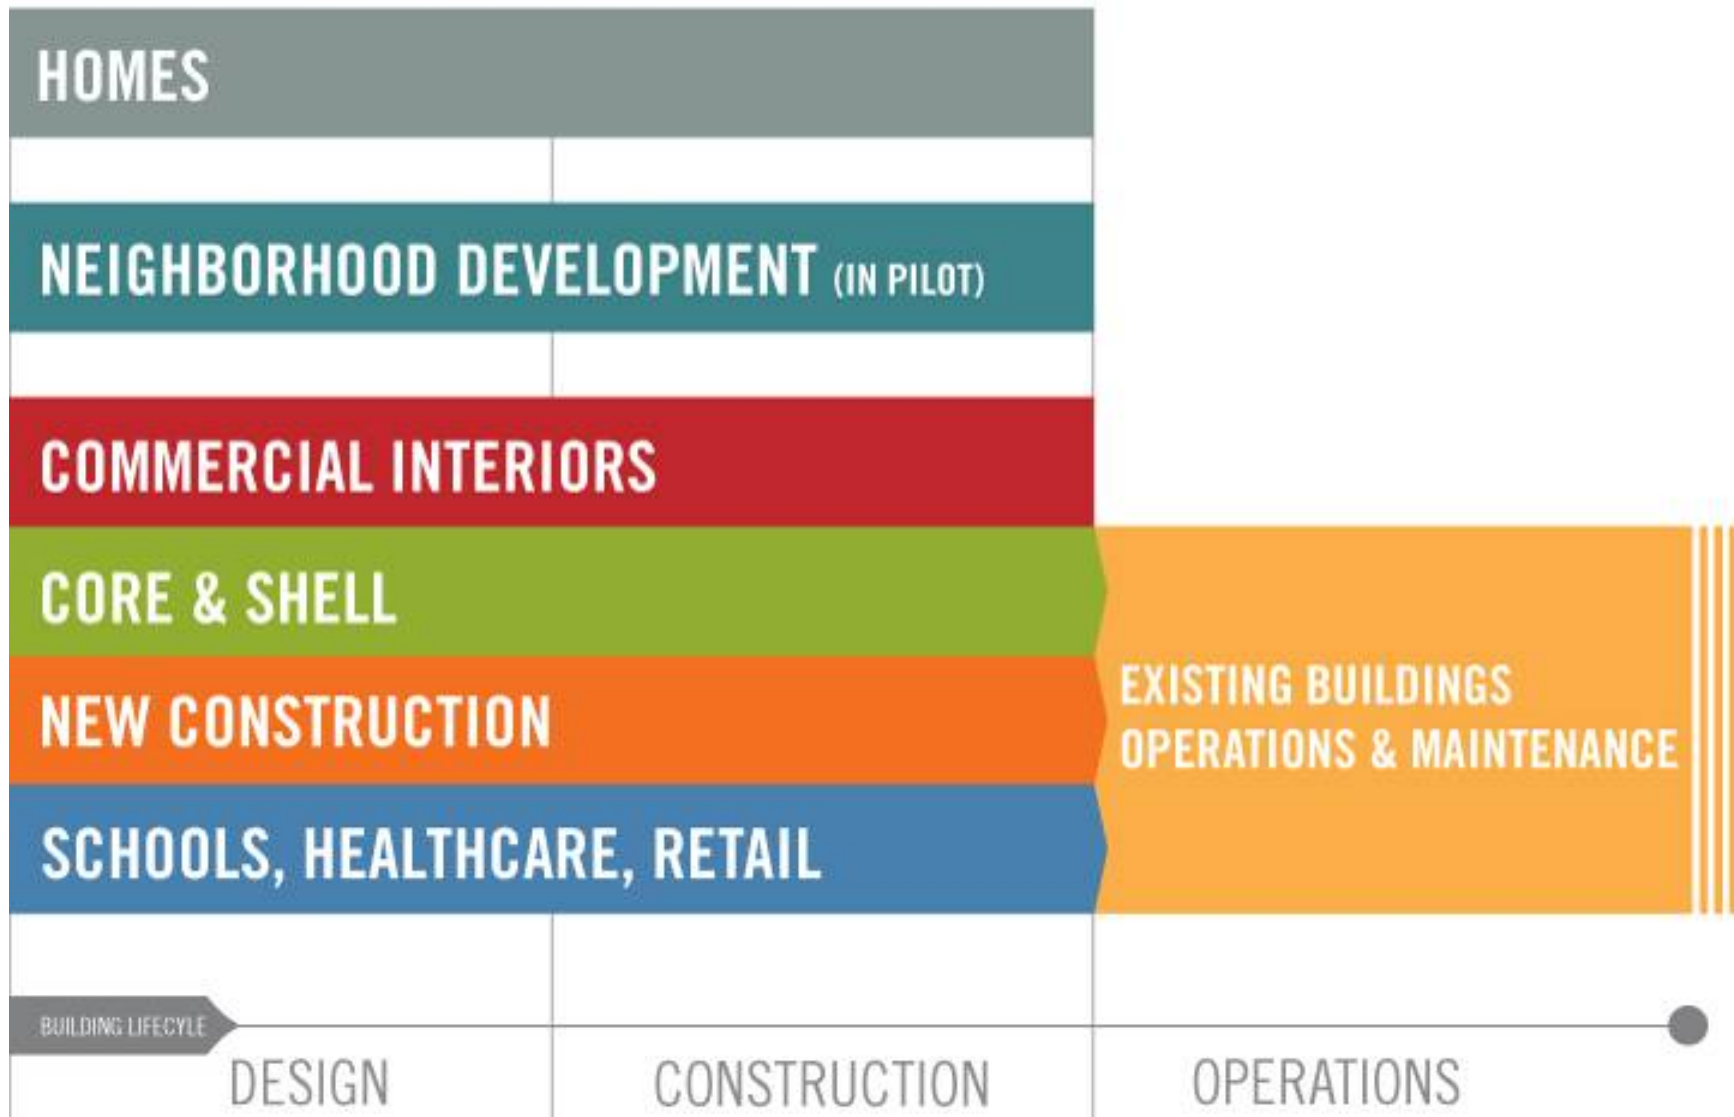 HOMES
NEIGHBORHOOD DEVELOPMENT (IN PILOT)
COMMERCIAL INTERIORS
CORE & SHELL
NEW CONSTRUCTION
SCHOOLS, HEALTHCARE, RETAIL
EXISTING BUILDINGS
OPERATIONS & MAINTENANCE
BUILDING LIFECYLE
DESIGN
CONSTRUCTION
OPERATIONS